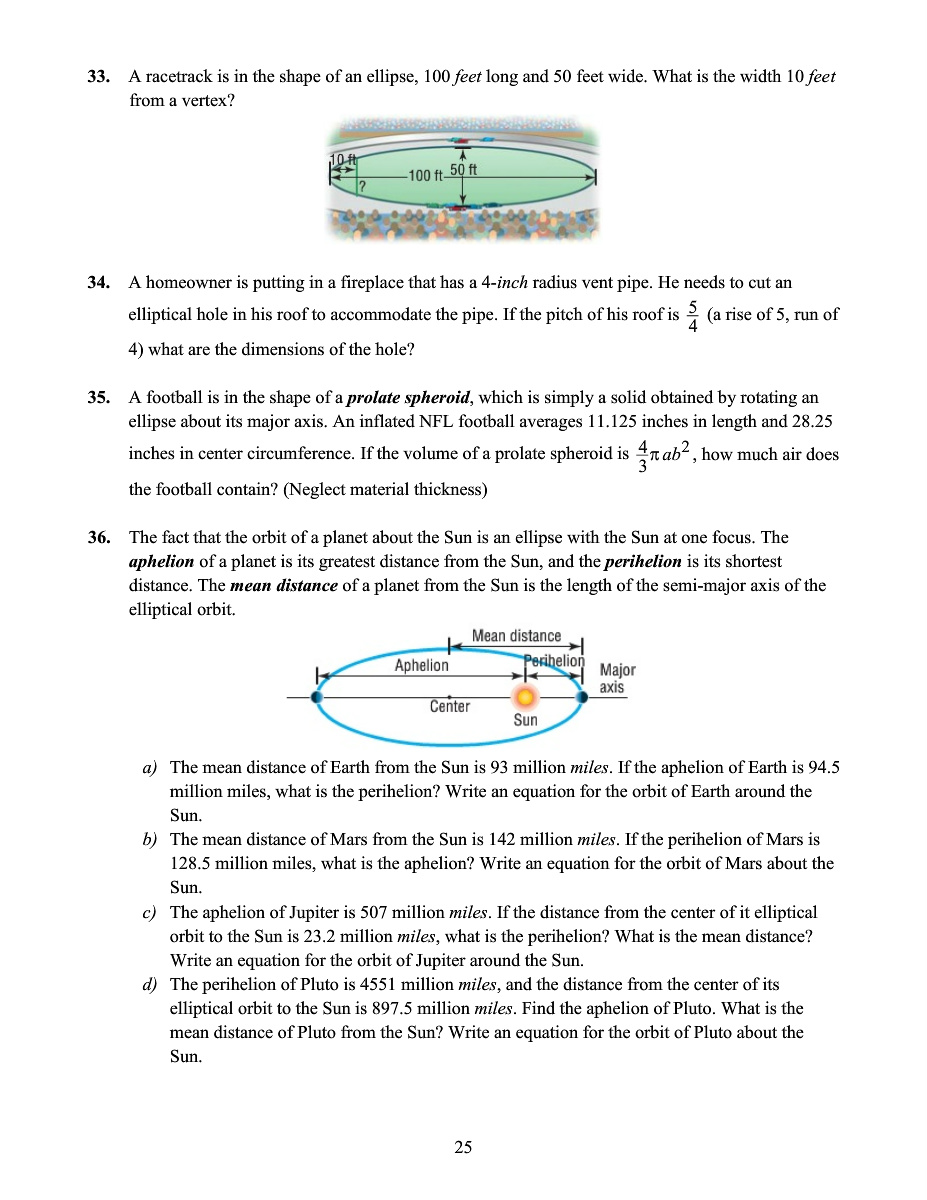 33. A racetrack is in the shape of an ellipse, 100 feet long and 50 feet wide. What is the width 10 feet
from a vertex?
10 ft
?
100 ft
50 ft
34. A homeowner is putting in a fireplace that has a 4-inch radius vent pipe. He needs to cut an
elliptical hole in his roof to accommodate the pipe. If the pitch of his roof is 5/4 (a rise of 5, run of
4) what are the dimensions of the hole?
35. A football is in the shape of a prolate spheroid, which is simply a solid obtained by rotating an
ellipse about its major axis. An inflated NFL football averages 11.125 inches in length and 28.25
inches in center circumference. If the volume of a prolate spheroid is 4/3 π ab², how much air does
the football contain? (Neglect material thickness)
36. The fact that the orbit of a planet about the Sun is an ellipse with the Sun at one focus. The
aphelion of a planet is its greatest distance from the Sun, and the perihelion is its shortest
distance. The mean distance of a planet from the Sun is the length of the semi-major axis of the
elliptical orbit.
Mean distance
Aphelion
Perihelion
Major
axis
Center
Sun
a) The mean distance of Earth from the Sun is 93 million miles. If the aphelion of Earth is 94.5
million miles, what is the perihelion? Write an equation for the orbit of Earth around the
Sun.
b) The mean distance of Mars from the Sun is 142 million miles. If the perihelion of Mars is
128.5 million miles, what is the aphelion? Write an equation for the orbit of Mars about the
Sun.
c) The aphelion of Jupiter is 507 million miles. If the distance from the center of it elliptical
orbit to the Sun is 23.2 million miles, what is the perihelion? What is the mean distance?
Write an equation for the orbit of Jupiter around the Sun.
d) The perihelion of Pluto is 4551 million miles, and the distance from the center of its
elliptical orbit to the Sun is 897.5 million miles. Find the aphelion of Pluto. What is the
mean distance of Pluto from the Sun? Write an equation for the orbit of Pluto about the
Sun.
25